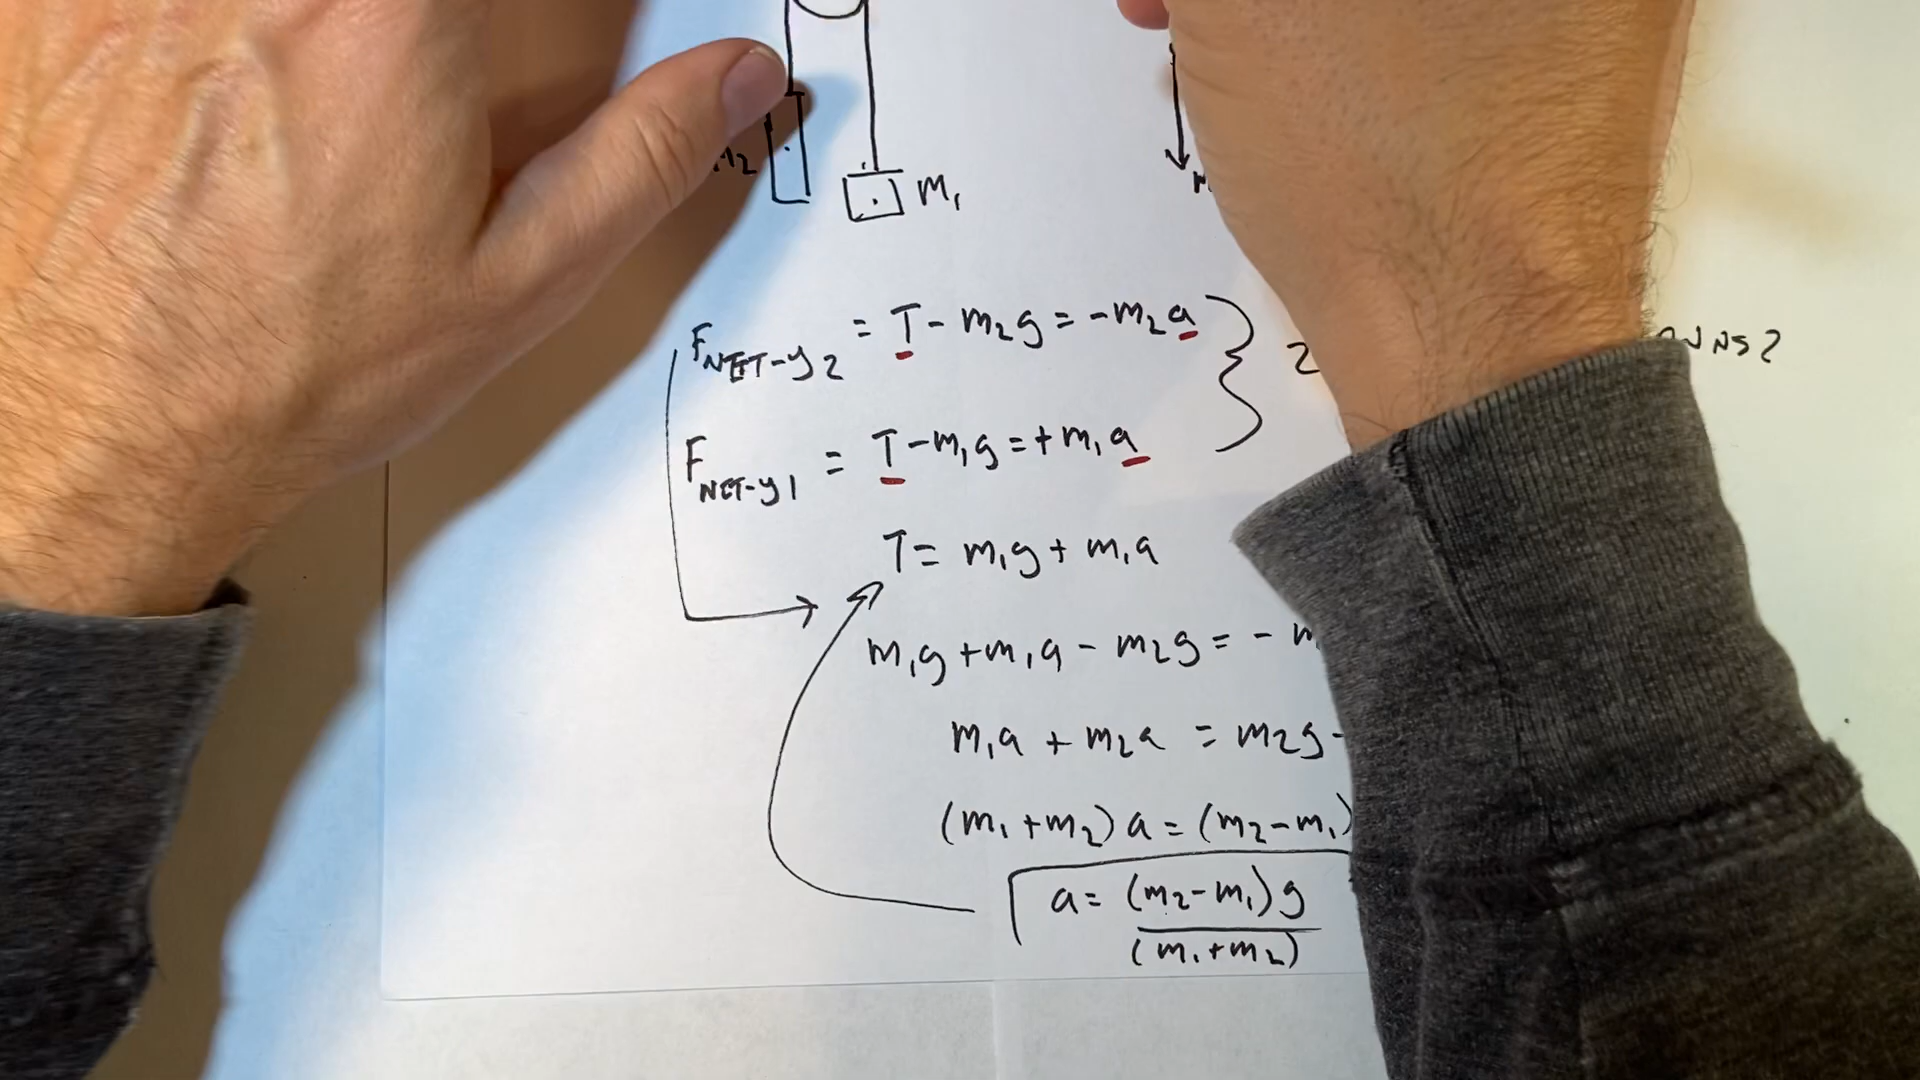 m₁
F_NET-y2 = T - m₂g = -m₂a } 2
F_NET-y1 = T - m₁g = + m₁a
T = m₁g + m₁a
m₁g + m₁a - m₂g = -
m₁a + m₂a = m₂g -
(m₁ + m₂) a = (m₂ - m₁)
a = (m₂ - m₁) g
(m₁ + m₂)